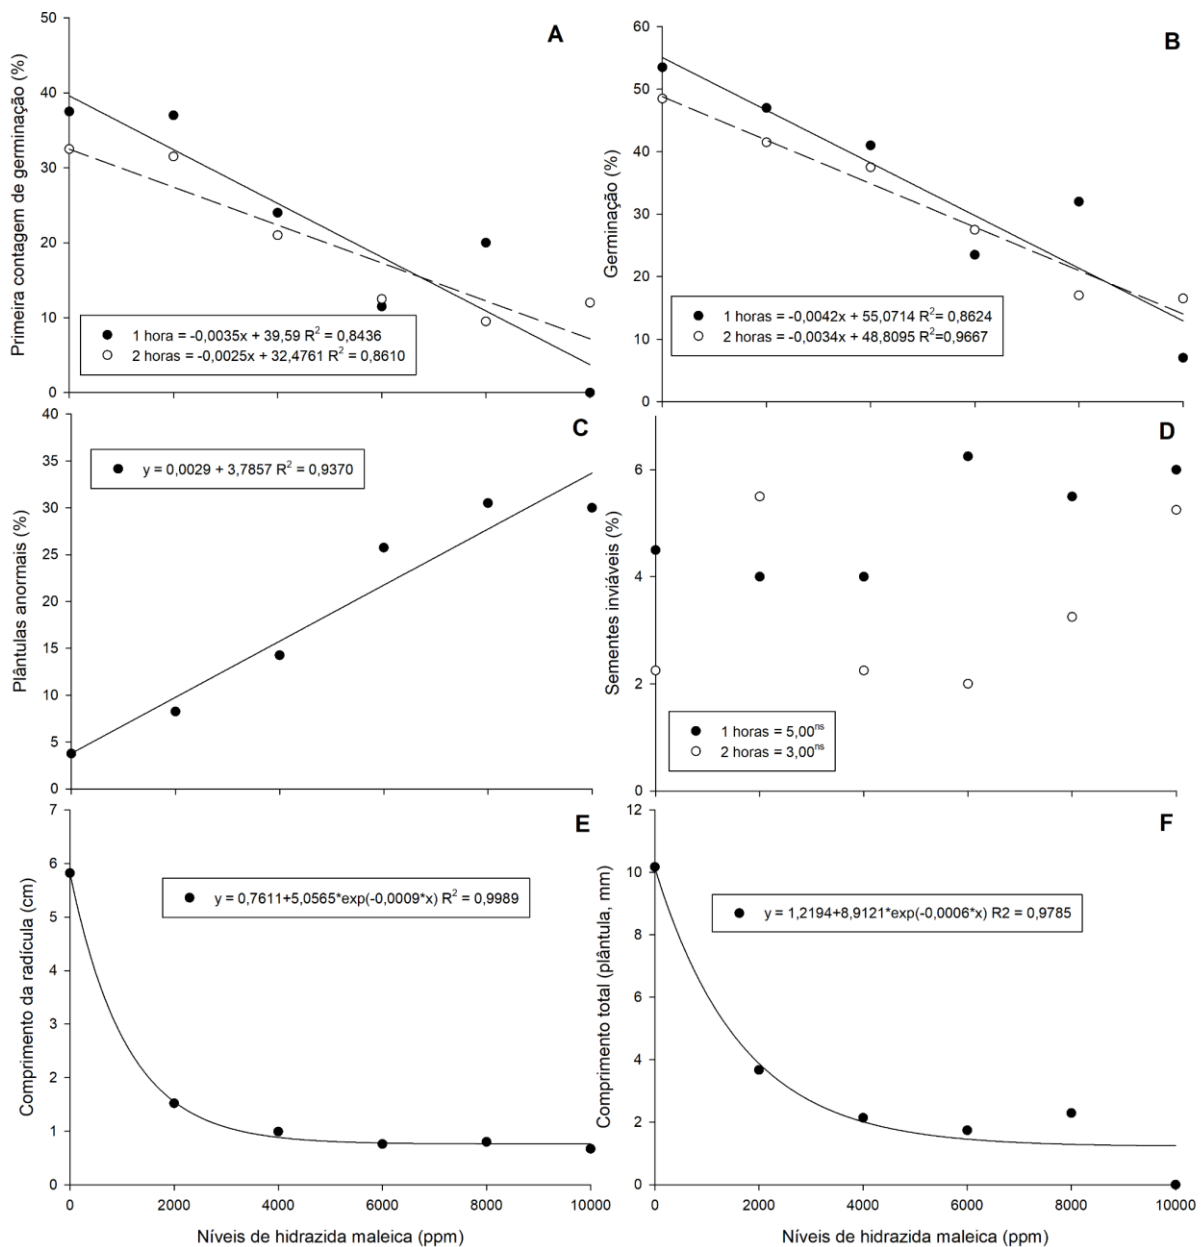 A
Primeira contagem de germinação (%)
50
40
30
20
10
0
1 hora = -0,0035x + 39,59 R² = 0,8436
2 horas = -0,0025x + 32,4761 R² = 0,8610
B
Germinação (%)
60
50
40
30
20
10
0
1 hora = -0,0042x + 55,0714 R²= 0,8624
2 horas = -0,0034x + 48,8095 R²=0,9667
C
Plântulas anormais (%)
40
35
30
25
20
15
10
5
0
y = 0,0029 + 3,7857 R² = 0,9370
D
Sementes inviáveis (%)
6
4
2
0
1 horas = 5,00ⁿˢ
2 horas = 3,00ⁿˢ
E
Comprimento da radícula (cm)
7
6
5
4
3
2
1
0
y = 0,7611+5,0565*exp(-0,0009*x) R² = 0,9989
0 2000 4000 6000 8000 10000
Níveis de hidrazida maleica (ppm)
F
Comprimento total (plântula, mm)
12
10
8
6
4
2
0
y = 1,2194+8,9121*exp(-0,0006*x) R2 = 0,9785
0 2000 4000 6000 8000 10000
Níveis de hidrazida maleica (ppm)